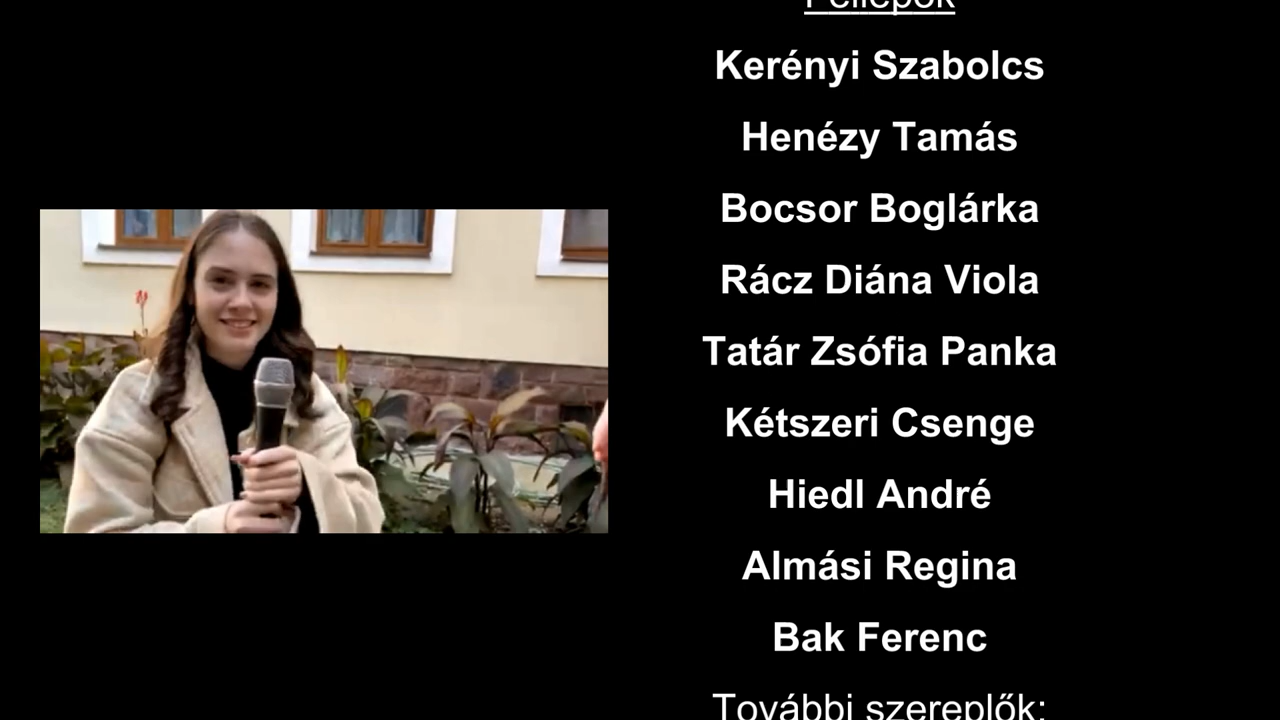 Fellépők
Kerényi Szabolcs
Henézy Tamás
Bocsor Boglárka
Rácz Diána Viola
Tatár Zsófia Panka
Kétszeri Csenge
Hiedl André
Almási Regina
Bak Ferenc
További szereplők: